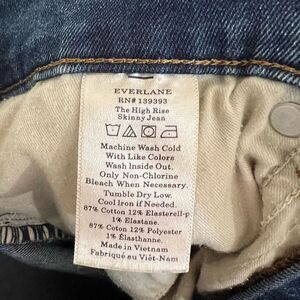 EVERLANE
RN# 139393
The High Rise
Skinny Jean
Machine Wash Cold
With Like Colors
Wash Inside Out.
Only Non-Chlorine
Bleach When Necessary.
Tumble Dry Low.
Cool Iron if Needed.
87% Cotton 12% Elasterell-p
1% Elastane.
87% Coton 12% Polyester
1% Élasthanne.
Made in Vietnam
Fabriqué au Viêt-Nam